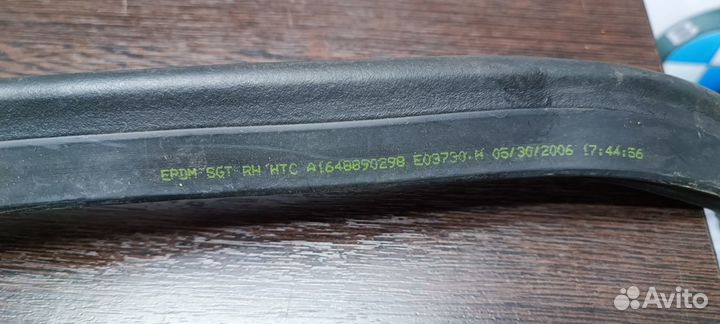 EPDM SGT RH HTC A1648890298 E03730.H 05/30/2006 17:44:56
Avito